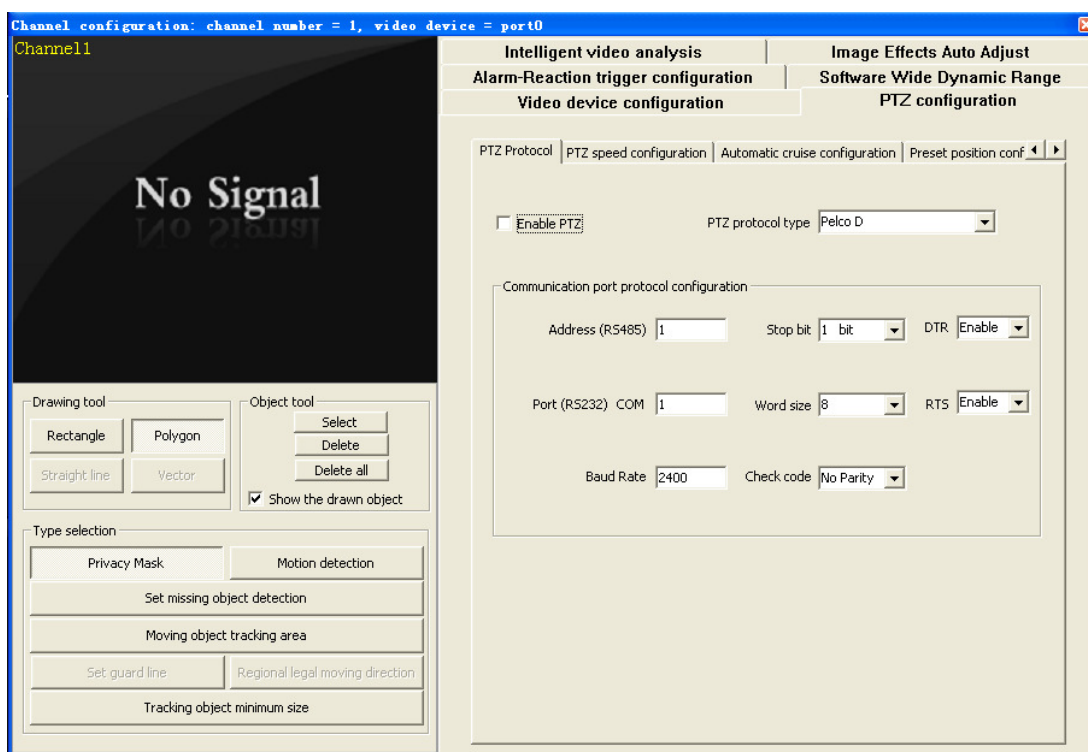 Channel configuration: channel number = 1, video device = port0
Channel1
No Signal
Intelligent video analysis
Image Effects Auto Adjust
Alarm-Reaction trigger configuration
Software Wide Dynamic Range
Video device configuration
PTZ configuration
PTZ Protocol
PTZ speed configuration
Automatic cruise configuration
Preset position conf
Enable PTZ
PTZ protocol type Pelco D
Communication port protocol configuration
Address (RS485) 1
Stop bit 1 bit
DTR Enable
Port (RS232) COM 1
Word size 8
RTS Enable
Baud Rate 2400
Check code No Parity
Drawing tool
Rectangle
Polygon
Straight line
Vector
Object tool
Select
Delete
Delete all
Show the drawn object
Type selection
Privacy Mask
Motion detection
Set missing object detection
Moving object tracking area
Set guard line
Regional legal moving direction
Tracking object minimum size